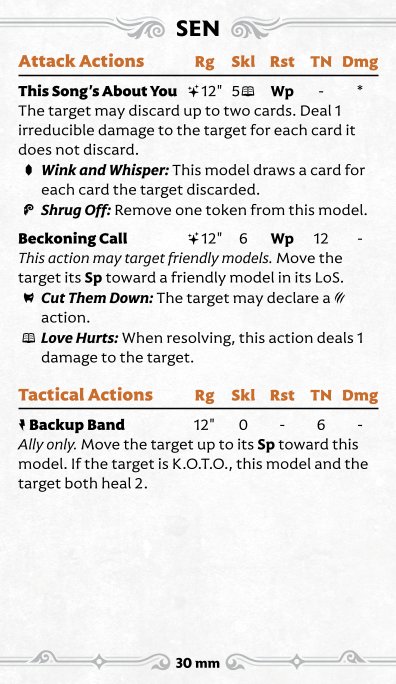 SEN
Attack Actions Rg Skl Rst TN Dmg
This Song's About You 12" 5 Wp - *
The target may discard up to two cards. Deal 1
irreducible damage to the target for each card it
does not discard.
Wink and Whisper: This model draws a card for
each card the target discarded.
Shrug Off: Remove one token from this model.
Beckoning Call 12" 6 Wp 12 -
This action may target friendly models. Move the
target its Sp toward a friendly model in its LoS.
Cut Them Down: The target may declare a
action.
Love Hurts: When resolving, this action deals 1
damage to the target.
Tactical Actions Rg Skl Rst TN Dmg
Backup Band 12" 0 - 6 -
Ally only. Move the target up to its Sp toward this
model. If the target is K.O.T.O., this model and the
target both heal 2.
30 mm